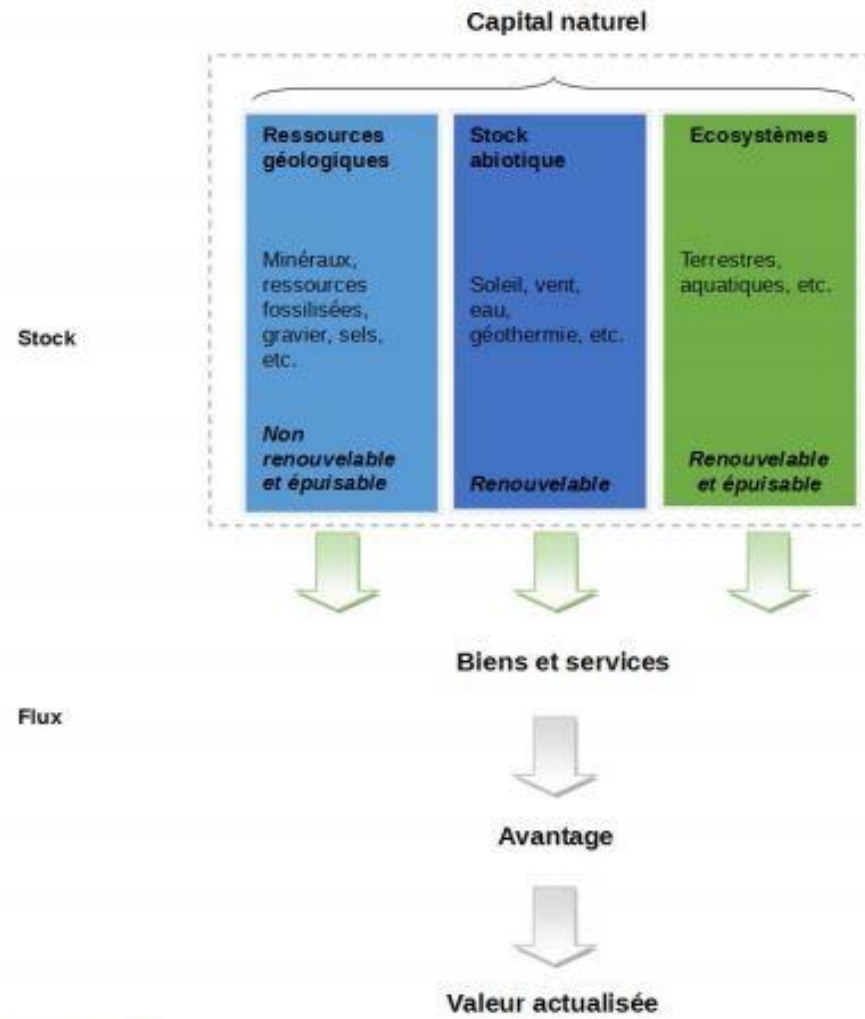 Capital naturel
Ressources
géologiques
Minéraux,
ressources
fossilisées,
gravier, sels,
etc.
Non
renouvelable
et épuisable
Stock
abiotique
Soleil, vent,
eau,
géothermie, etc.
Renouvelable
Ecosystèmes
Terrestres,
aquatiques, etc.
Renouvelable
et épuisable
Stock
Biens et services
Flux
Avantage
Valeur actualisée